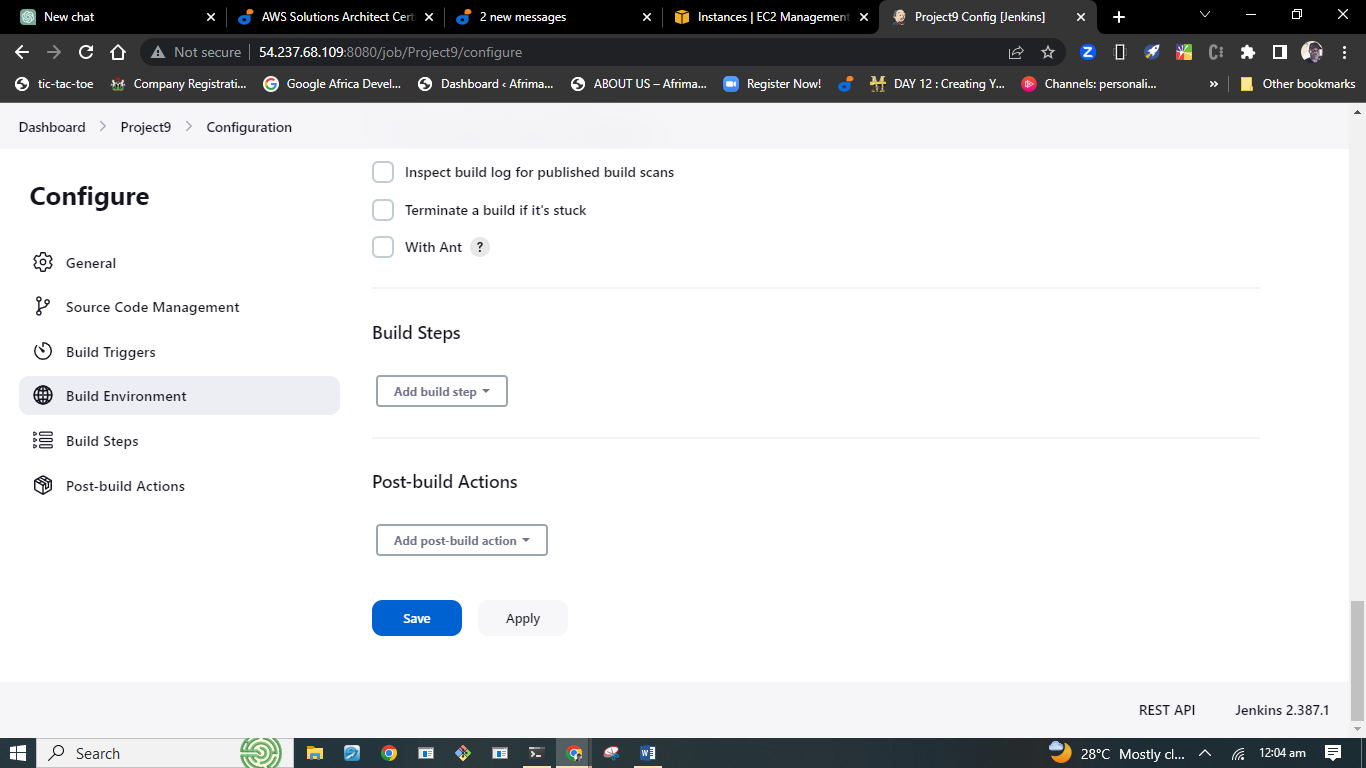 New chat
AWS Solutions Architect Cert
2 new messages
Instances | EC2 Management
Project9 Config [Jenkins]
Not secure
54.237.68.109:8080/job/Project9/configure
tic-tac-toe
Company Registrati...
Google Africa Devel...
Dashboard ‹ Afrima...
ABOUT US – Afrima...
Register Now!
DAY 12 : Creating Y...
Channels: personali...
»
Other bookmarks
Dashboard
Project9
Configuration
Configure
General
Source Code Management
Build Triggers
Build Environment
Build Steps
Post-build Actions
Inspect build log for published build scans
Terminate a build if it's stuck
With Ant ?
Build Steps
Add build step
Post-build Actions
Add post-build action
Save
Apply
REST API
Jenkins 2.387.1
Search
28°C Mostly cl...
12:04 am